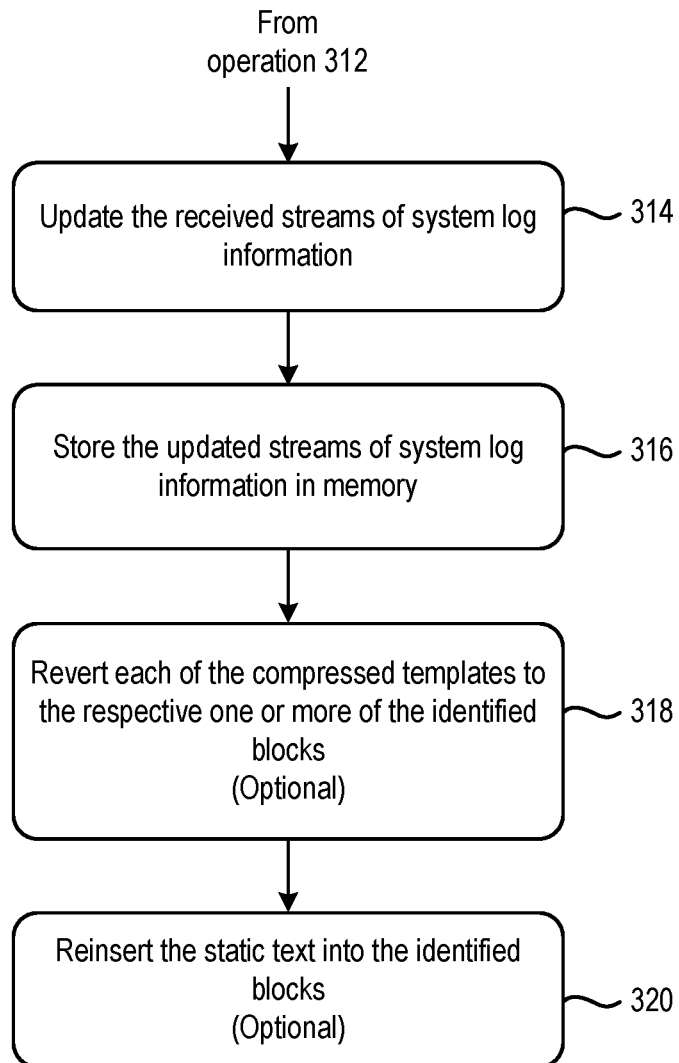 From
operation 312
Update the received streams of system log
information
314
Store the updated streams of system log
information in memory
316
Revert each of the compressed templates to
the respective one or more of the identified
blocks
(Optional)
318
Reinsert the static text into the identified
blocks
(Optional)
320